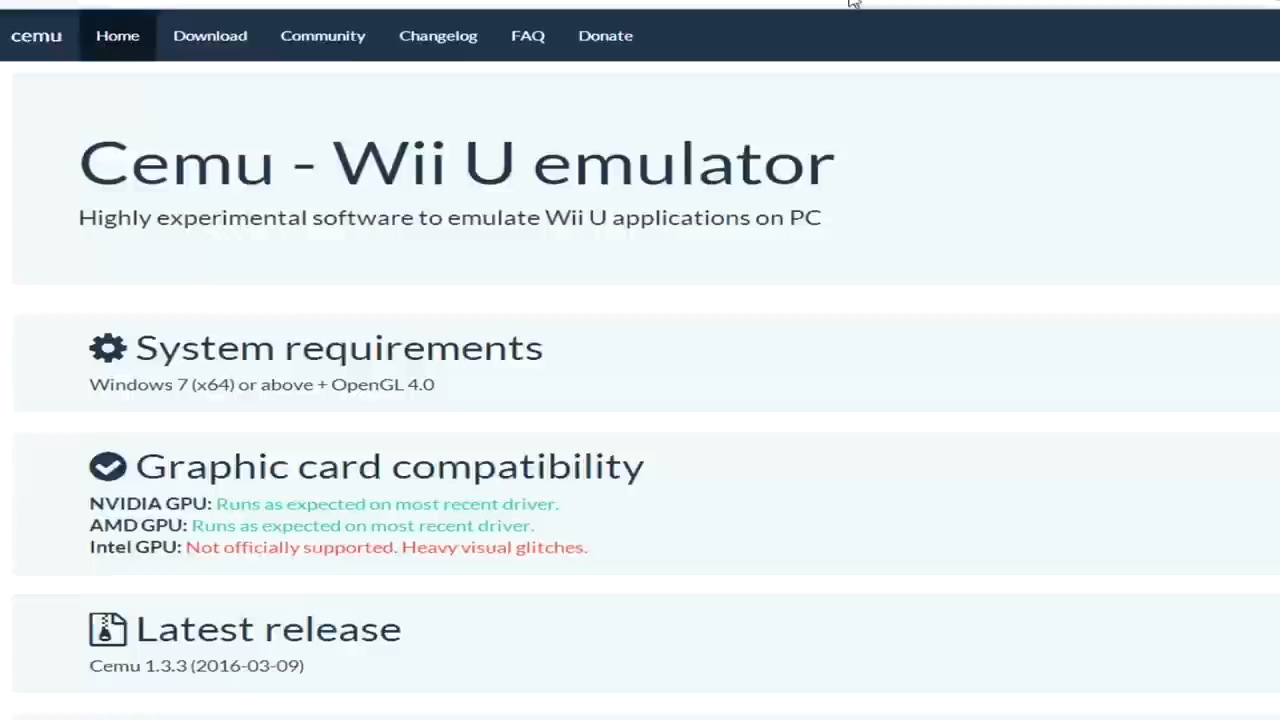 cemu Home Download Community Changelog FAQ Donate
Cemu - Wii U emulator
Highly experimental software to emulate Wii U applications on PC
System requirements
Windows 7 (x64) or above + OpenGL 4.0
Graphic card compatibility
NVIDIA GPU: Runs as expected on most recent driver.
AMD GPU: Runs as expected on most recent driver.
Intel GPU: Not officially supported. Heavy visual glitches.
Latest release
Cemu 1.3.3 (2016-03-09)